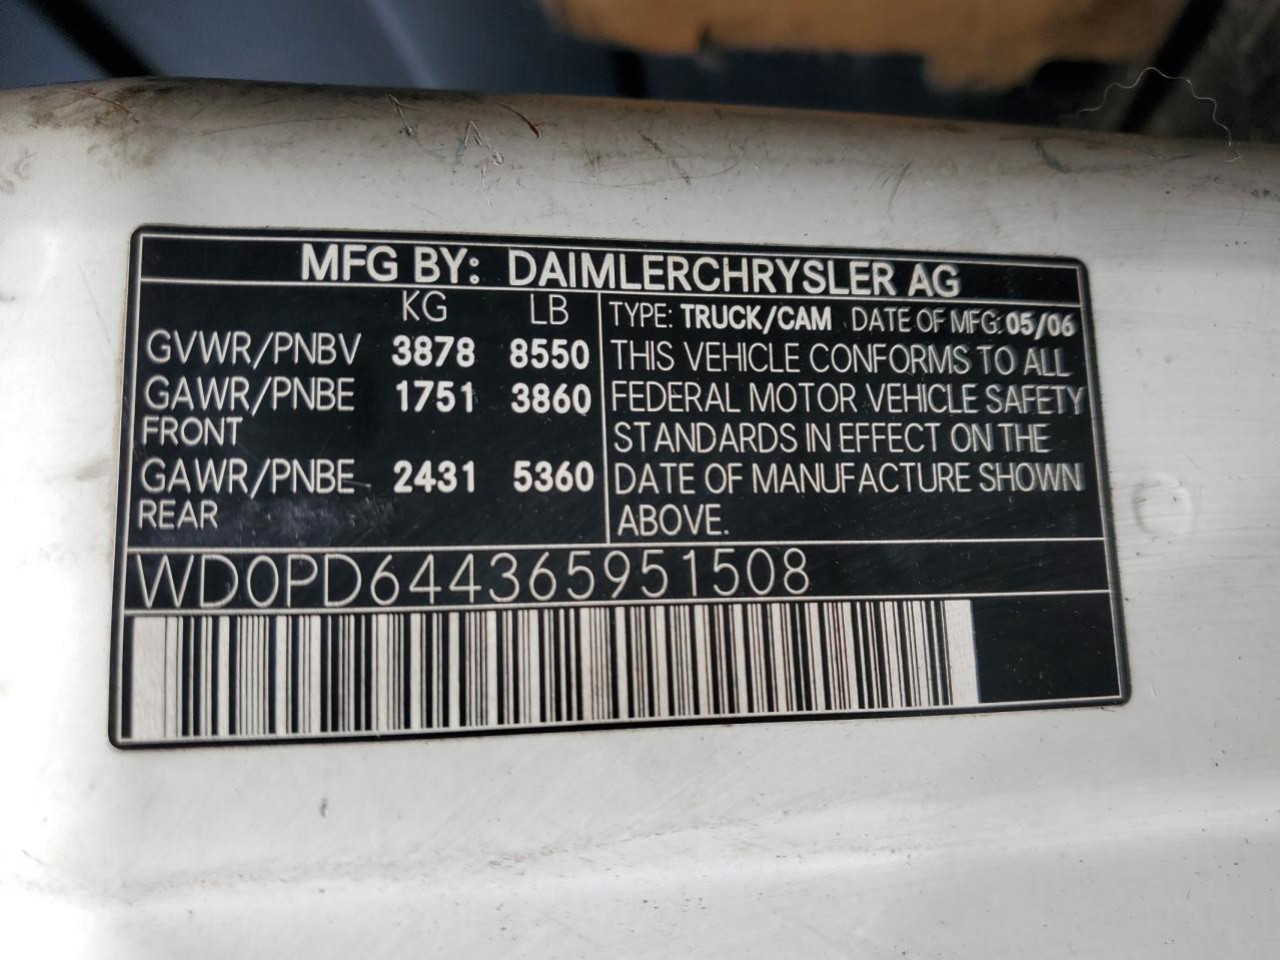 MFG BY: DAIMLERCHRYSLER AG
KG LB
GVWR/PNBV 3878 8550
GAWR/PNBE 1751 3860
FRONT
GAWR/PNBE 2431 5360
REAR
TYPE: TRUCK/CAM DATE OF MFG: 05/06
THIS VEHICLE CONFORMS TO ALL
FEDERAL MOTOR VEHICLE SAFETY
STANDARDS IN EFFECT ON THE
DATE OF MANUFACTURE SHOWN
ABOVE.
WD0PD644365951508